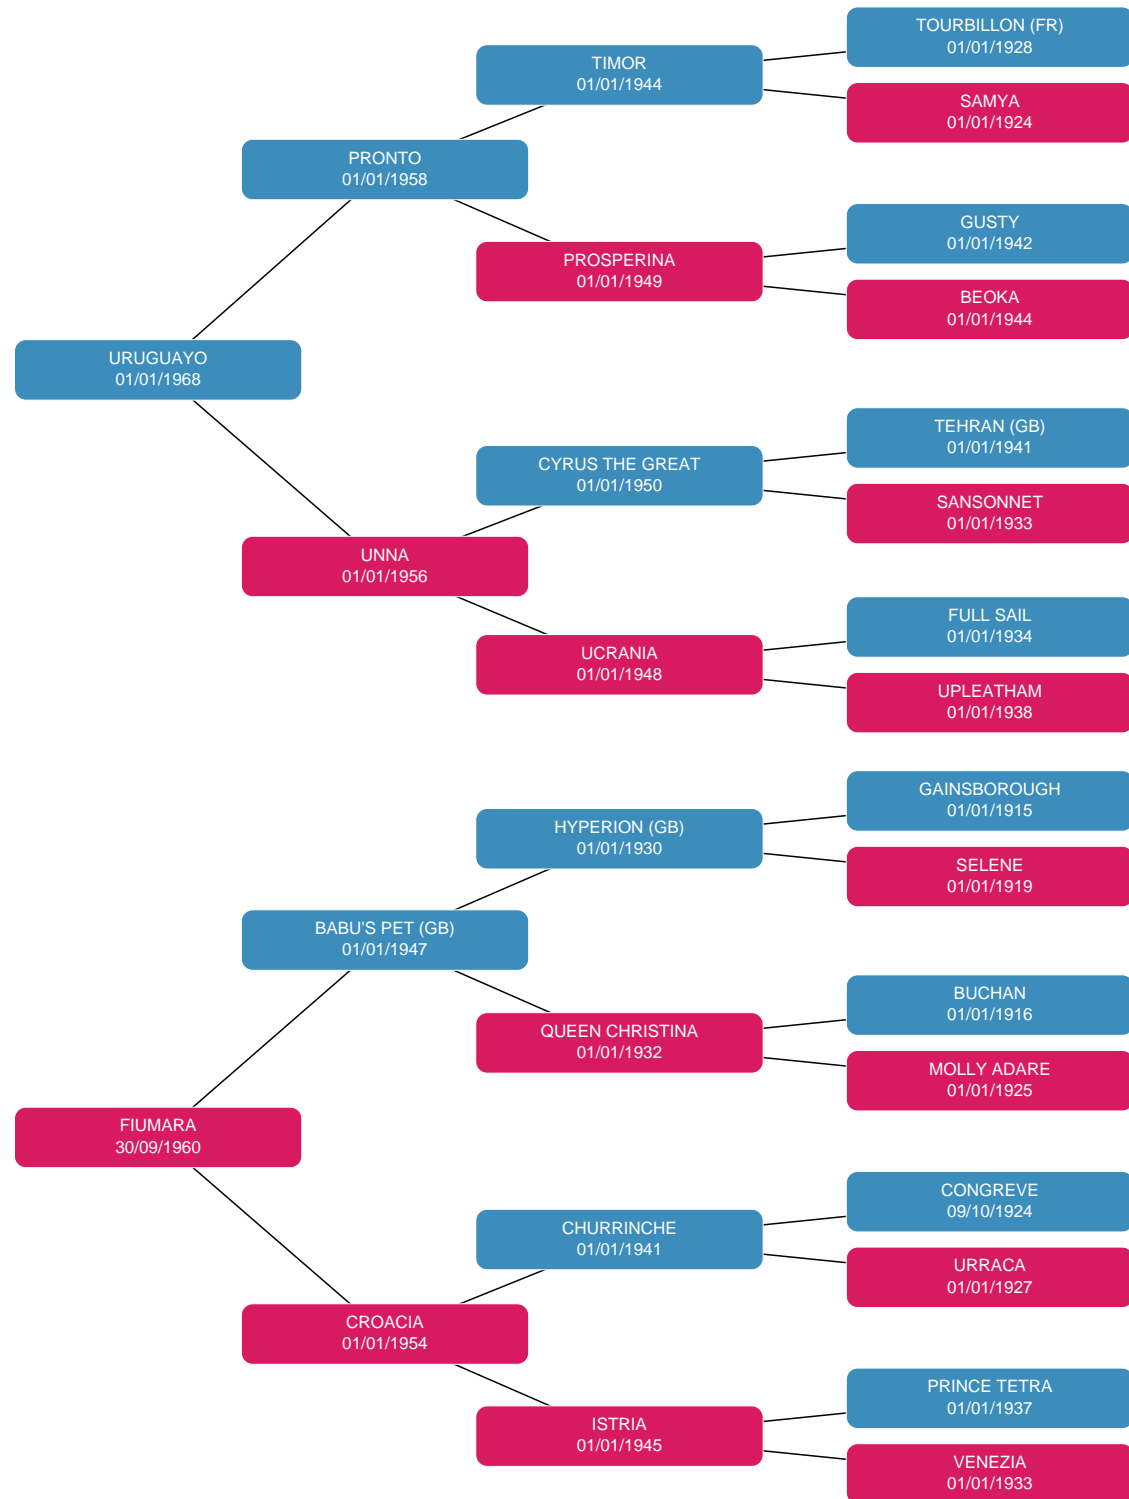 TOURBILLON (FR)
01/01/1928
TIMOR
01/01/1944
SAMYA
01/01/1924
PRONTO
01/01/1958
GUSTY
01/01/1942
PROSPERINA
01/01/1949
BEOKA
01/01/1944
URUGUAYO
01/01/1968
TEHRAN (GB)
01/01/1941
CYRUS THE GREAT
01/01/1950
SANSONNET
01/01/1933
UNNA
01/01/1956
FULL SAIL
01/01/1934
UCRANIA
01/01/1948
UPLEATHAM
01/01/1938
GAINSBOROUGH
01/01/1915
HYPERION (GB)
01/01/1930
SELENE
01/01/1919
BABU'S PET (GB)
01/01/1947
BUCHAN
01/01/1916
QUEEN CHRISTINA
01/01/1932
MOLLY ADARE
01/01/1925
FIUMARA
30/09/1960
CONGREVE
09/10/1924
CHURRINCHE
01/01/1941
URRACA
01/01/1927
CROACIA
01/01/1954
PRINCE TETRA
01/01/1937
ISTRIA
01/01/1945
VENEZIA
01/01/1933